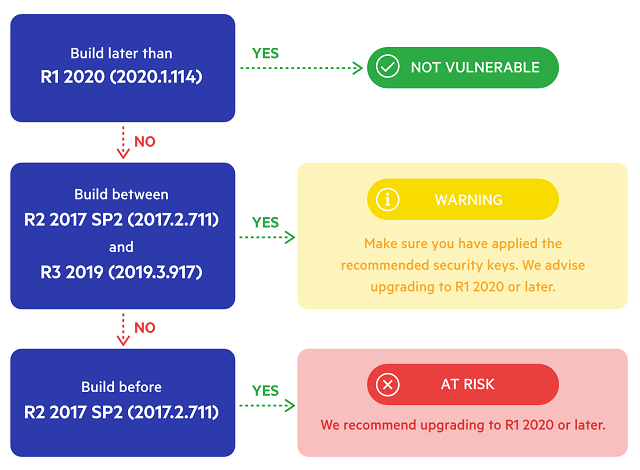 Build later than
R1 2020 (2020.1.114)
YES
NOT VULNERABLE
NO
Build between
R2 2017 SP2 (2017.2.711)
and
R3 2019 (2019.3.917)
YES
WARNING
Make sure you have applied the
recommended security keys. We advise
upgrading to R1 2020 or later.
NO
Build before
R2 2017 SP2 (2017.2.711)
YES
AT RISK
We recommend upgrading to R1 2020 or later.